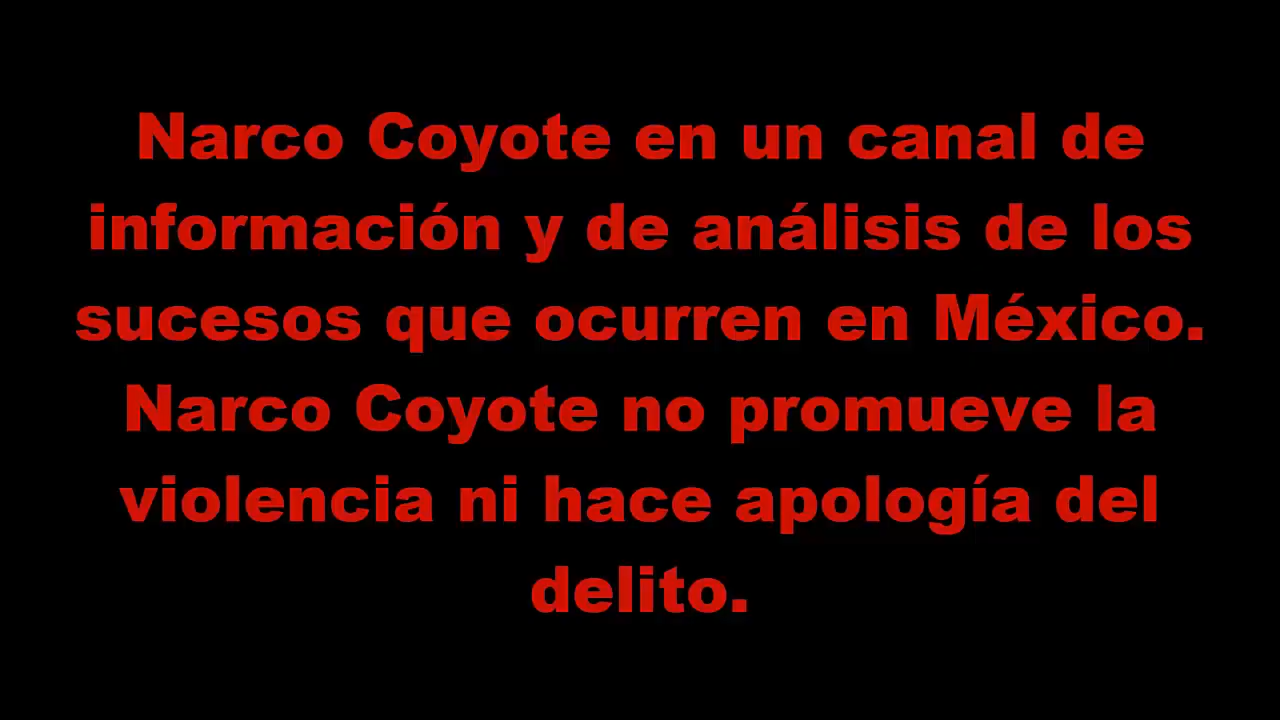 Narco Coyote en un canal de
información y de análisis de los
sucesos que ocurren en México.
Narco Coyote no promueve la
violencia ni hace apología del
delito.